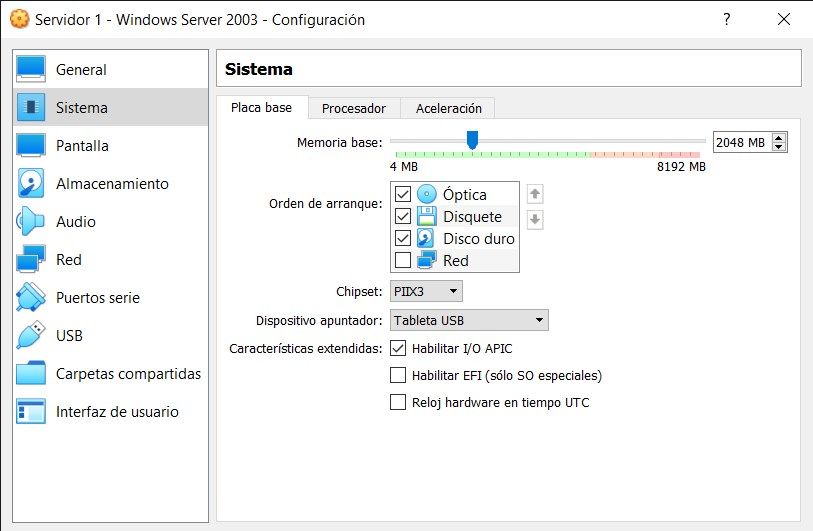 Servidor 1 - Windows Server 2003 - Configuración
?
General
Sistema
Pantalla
Almacenamiento
Audio
Red
Puertos serie
USB
Carpetas compartidas
Interfaz de usuario
Sistema
Placa base Procesador Aceleración
Memoria base: 2048 MB
4 MB 8192 MB
Orden de arranque: Óptica
Disquete
Disco duro
Red
Chipset: PIIX3
Dispositivo apuntador: Tableta USB
Características extendidas: Habilitar I/O APIC
Habilitar EFI (sólo SO especiales)
Reloj hardware en tiempo UTC